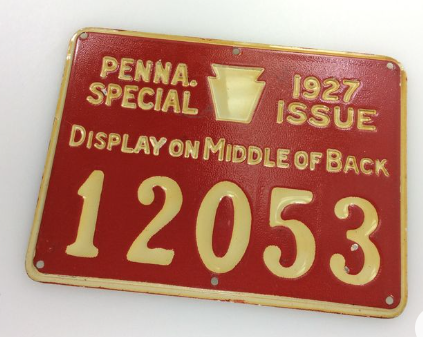 PENNA. 1927
SPECIAL ISSUE
DISPLAY ON MIDDLE OF BACK
12053